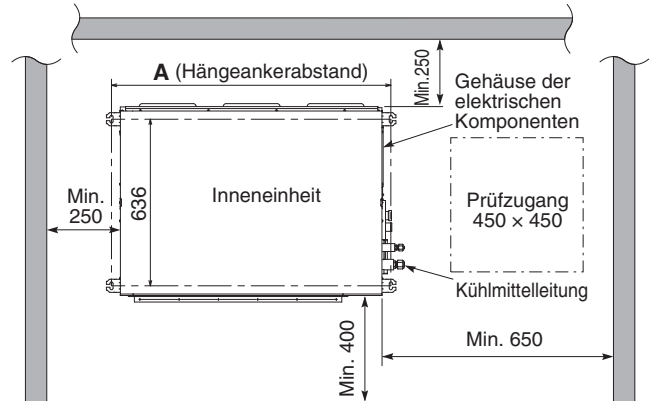 A (Hängeankerabstand)
Min.250
Gehäuse der
elektrischen
Komponenten
Min.
250
636
Inneneinheit
Prüfzugang
450 × 450
Kühlmittelleitung
Min. 400
Min. 650